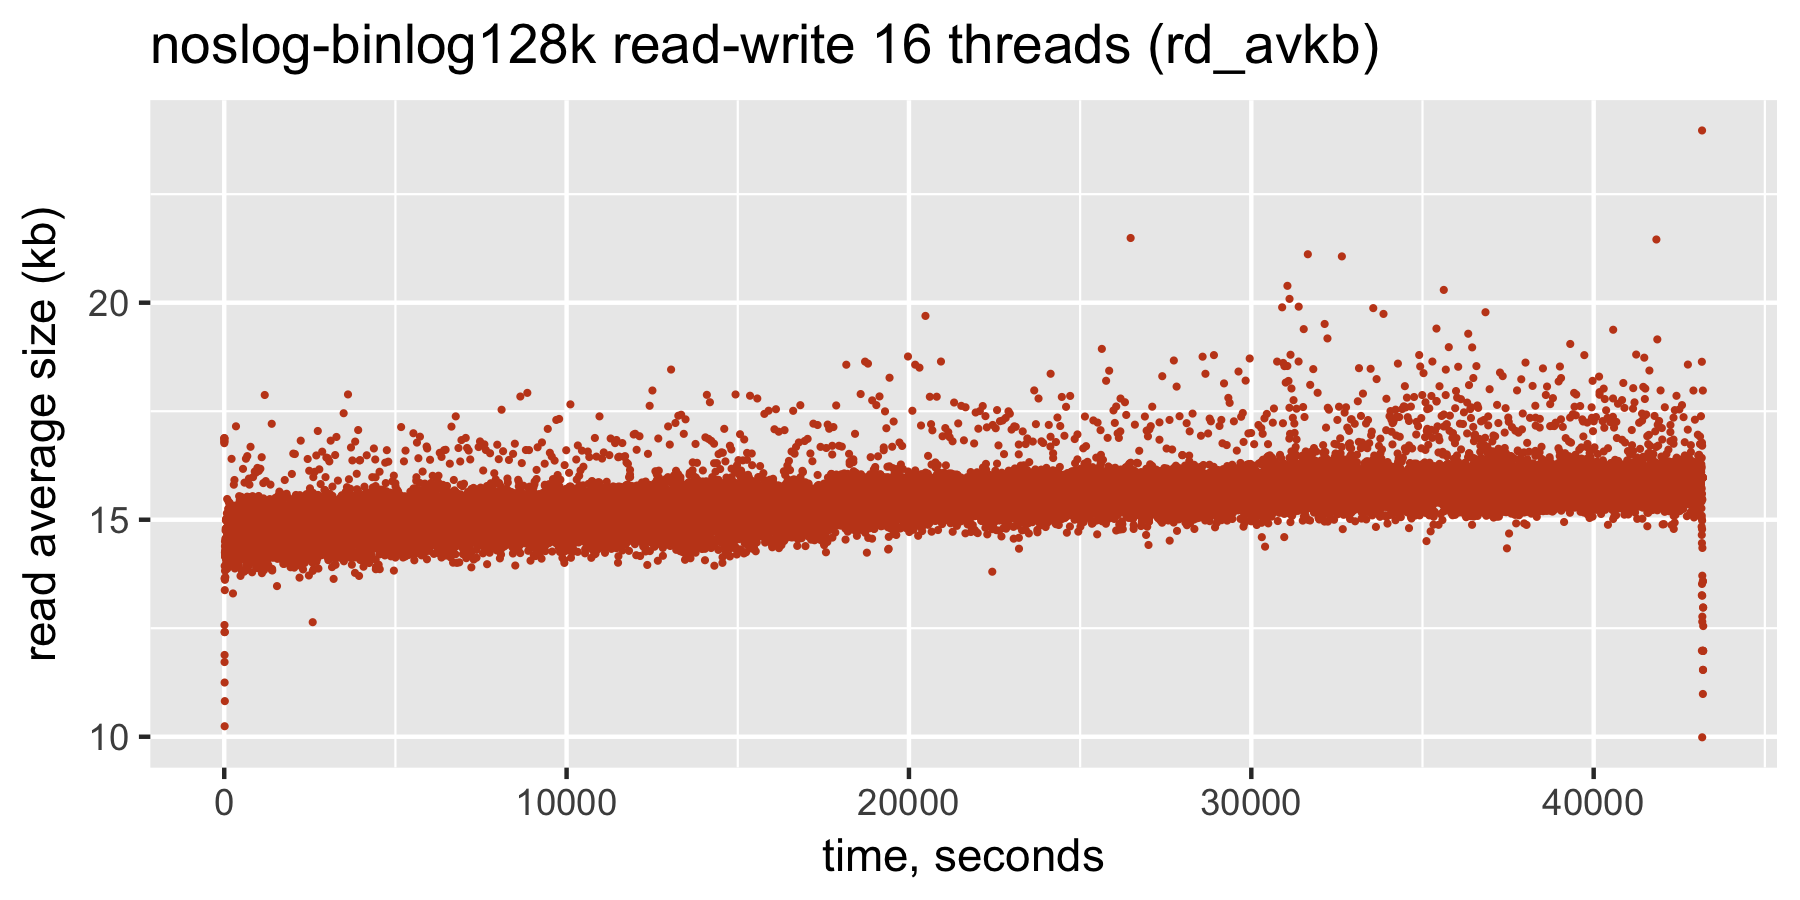 noslog-binlog128k read-write 16 threads (rd_avkb)
read average size (kb)
20
15
10
0 10000 20000 30000 40000
time, seconds